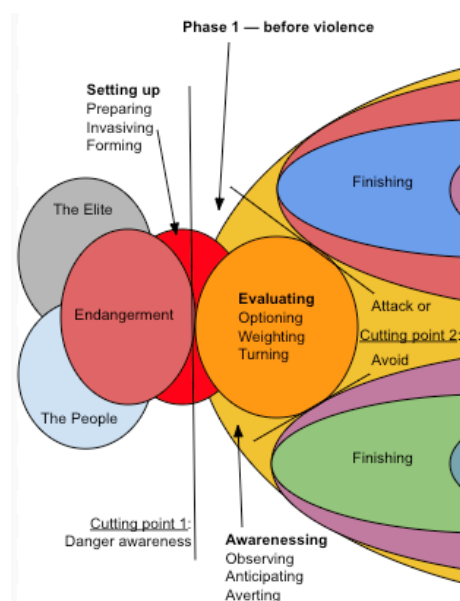 Phase 1 — before violence
Setting up
Preparing
Invasiving
Forming
The Elite
Finishing
Endangerment
Evaluating
Optioning
Weighting
Turning
Attack or
Cutting point 2:
Avoid
The People
Finishing
Cutting point 1:
Danger awareness
Awarenessing
Observing
Anticipating
Averting